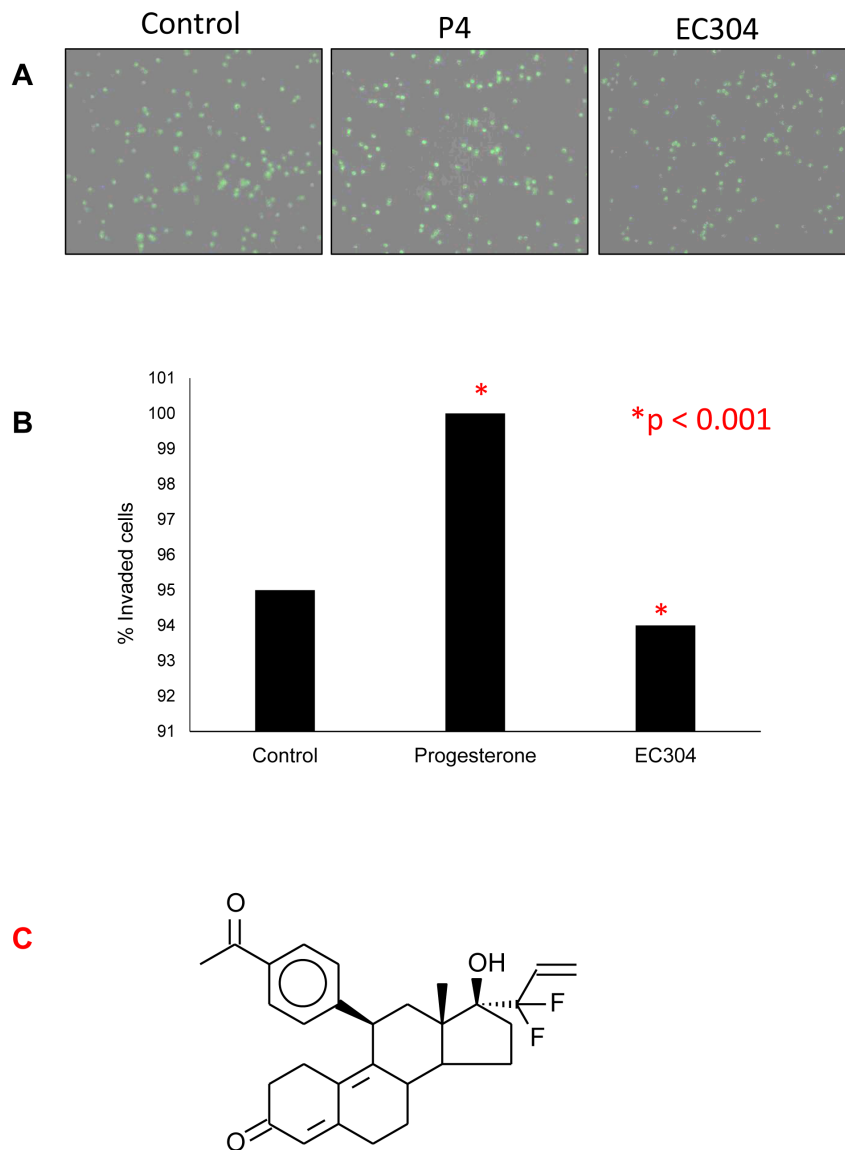 Control P4 EC304
A
B
101
100
99
98
97
96
95
94
93
92
91
% Invaded cells
*
*
*p < 0.001
Control Progesterone EC304
C
O
OH
F
F
O